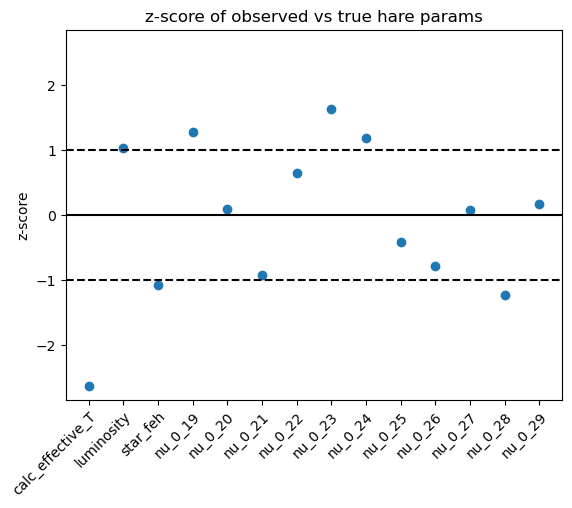 z-score of observed vs true hare params
z-score
2
1
0
−1
−2
calc_effective_T
luminosity
star_feh
nu_0_19
nu_0_20
nu_0_21
nu_0_22
nu_0_23
nu_0_24
nu_0_25
nu_0_26
nu_0_27
nu_0_28
nu_0_29